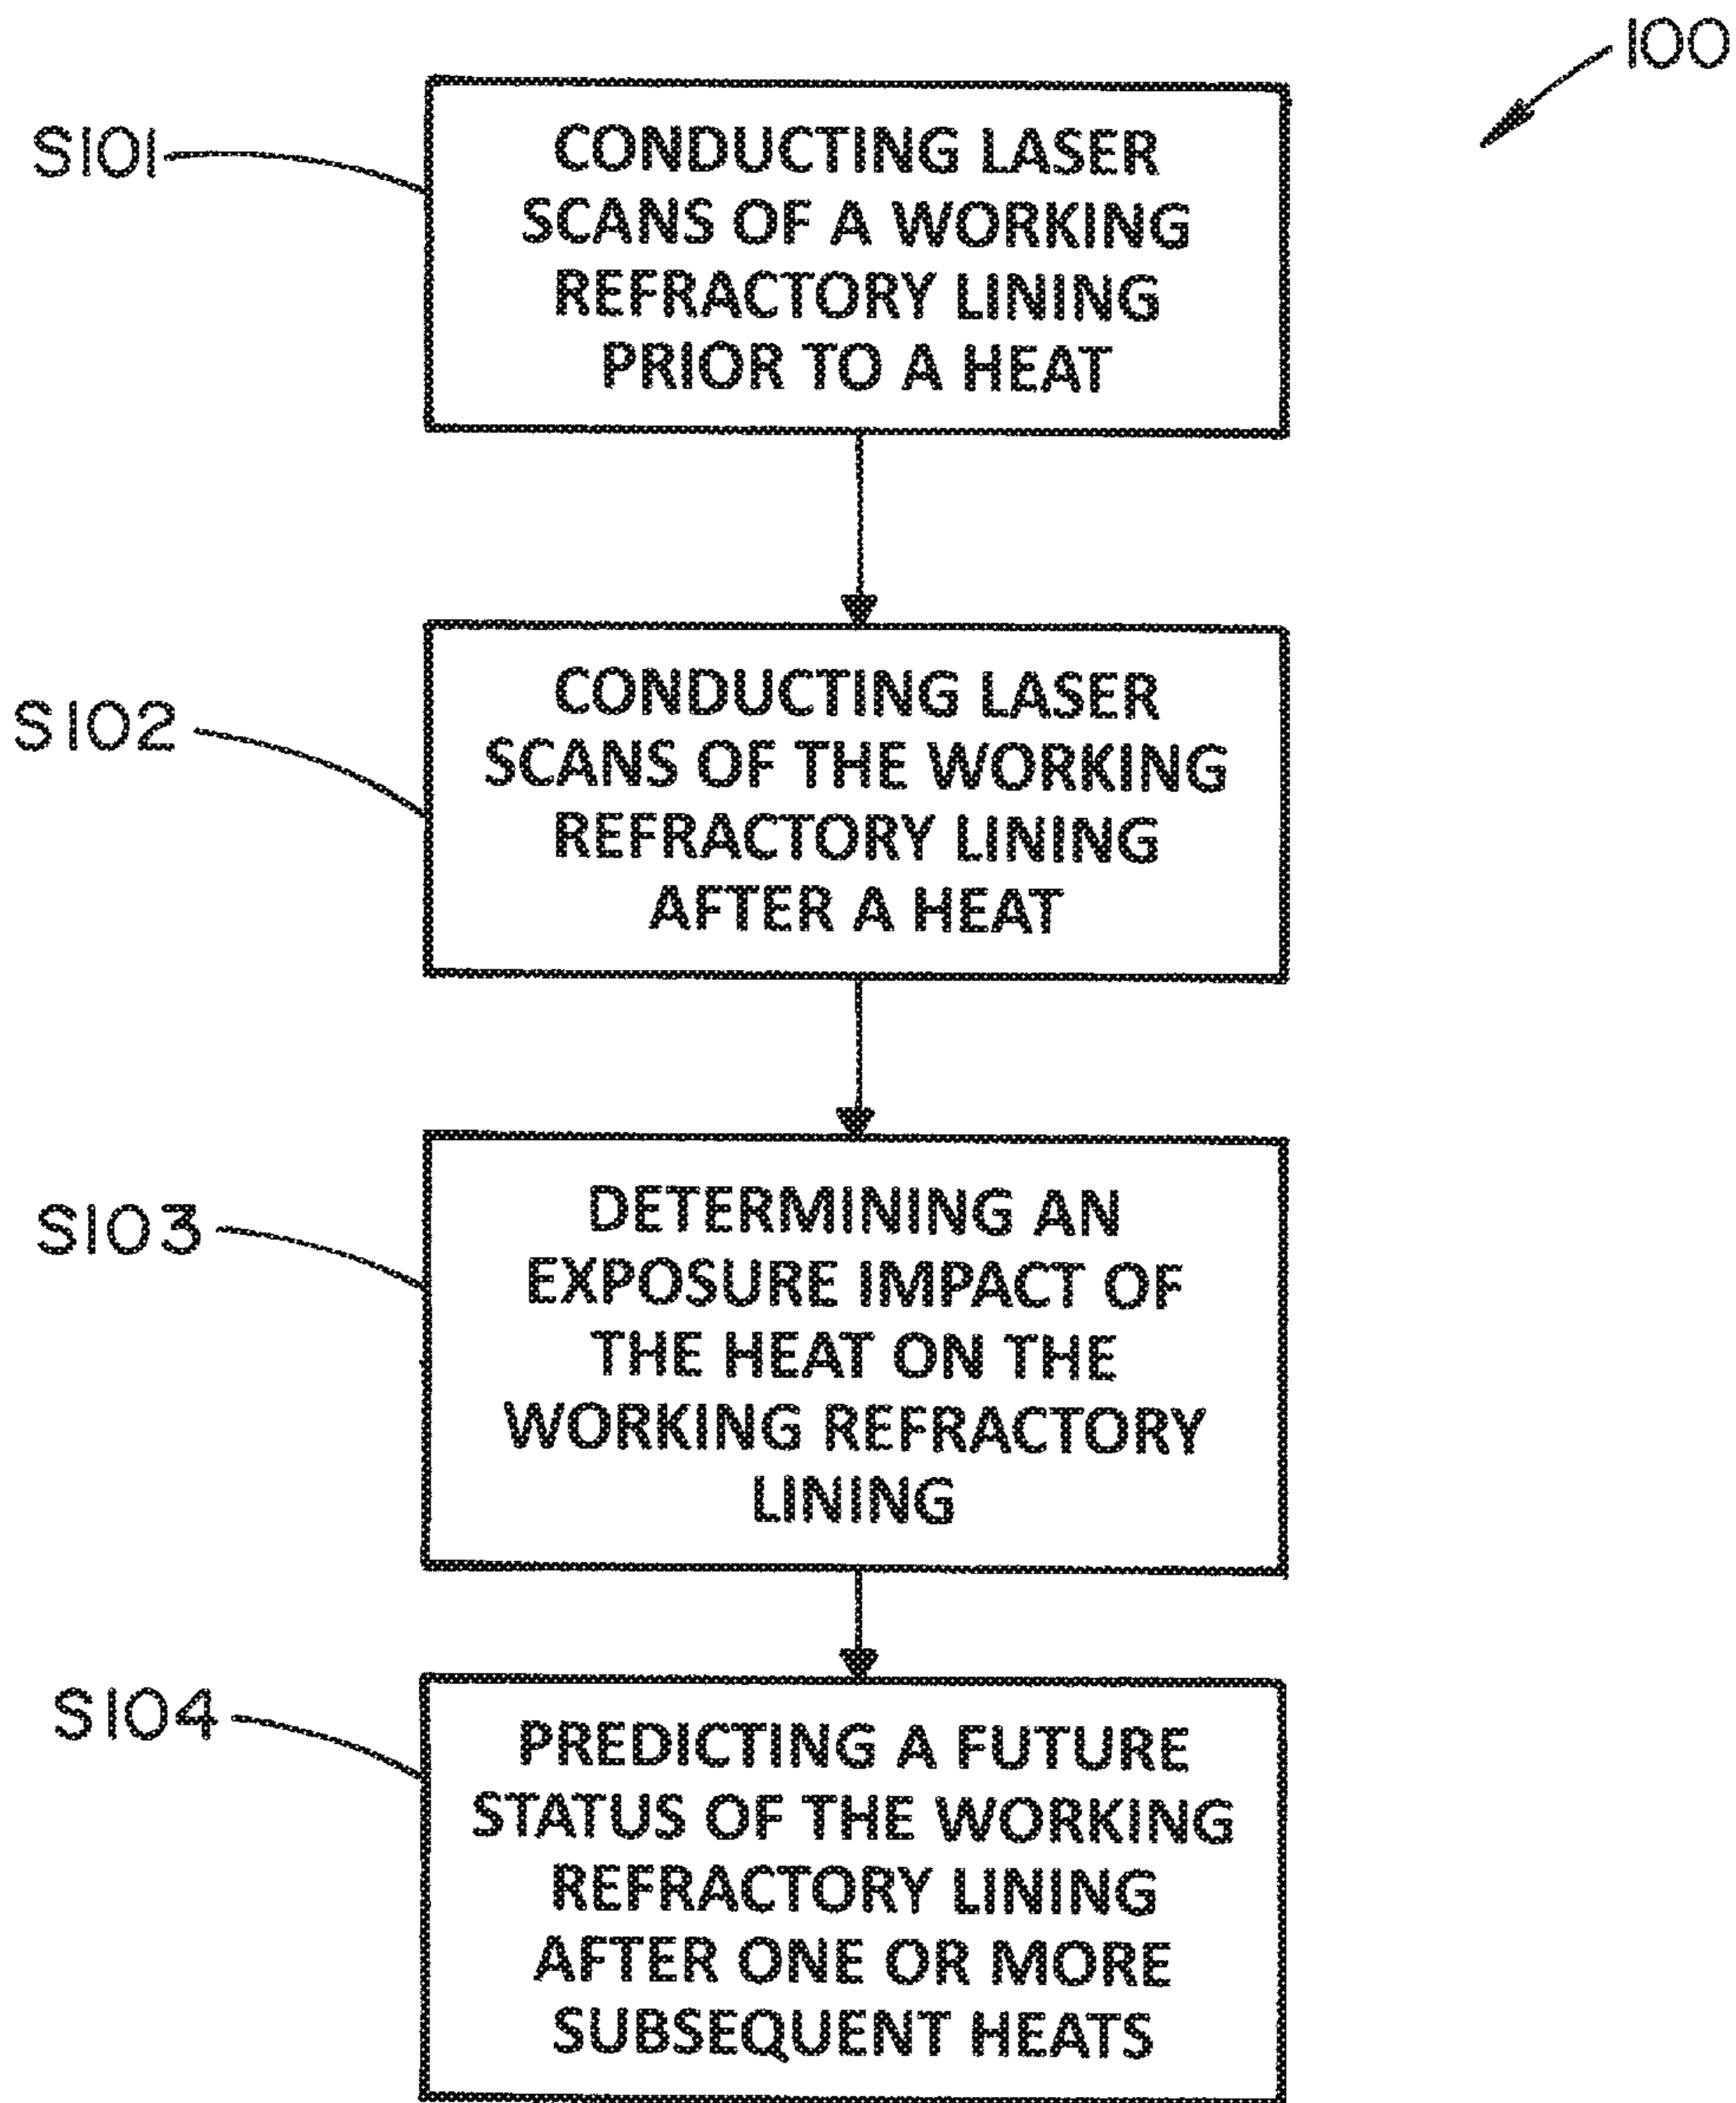 100
S101
CONDUCTING LASER
SCANS OF A WORKING
REFRACTORY LINING
PRIOR TO A HEAT
S102
CONDUCTING LASER
SCANS OF THE WORKING
REFRACTORY LINING
AFTER A HEAT
S103
DETERMINING AN
EXPOSURE IMPACT OF
THE HEAT ON THE
WORKING REFRACTORY
LINING
S104
PREDICTING A FUTURE
STATUS OF THE WORKING
REFRACTORY LINING
AFTER ONE OR MORE
SUBSEQUENT HEATS